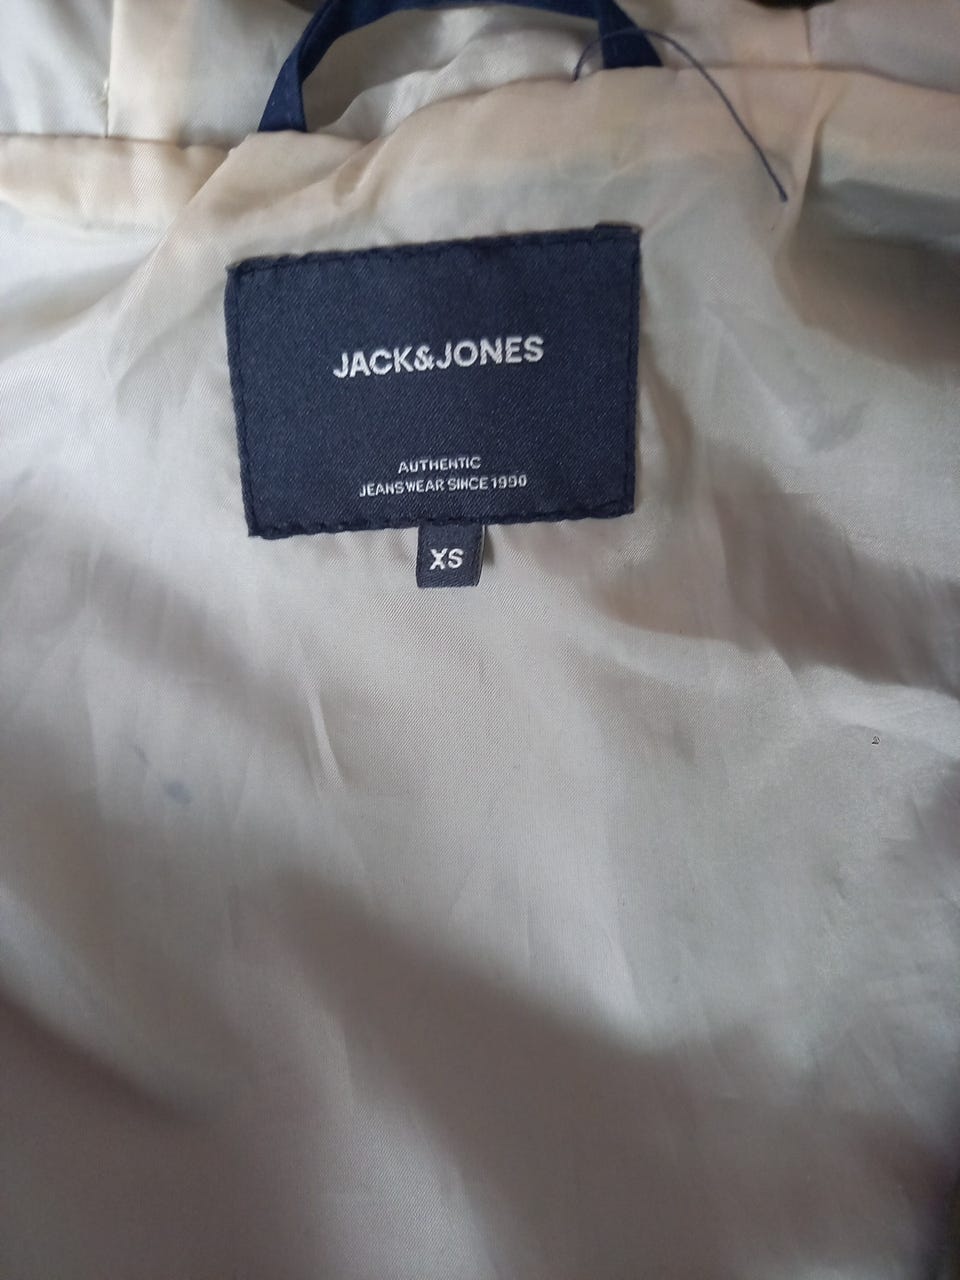 JACK&JONES
AUTHENTIC
JEANSWEAR SINCE 1990
XS